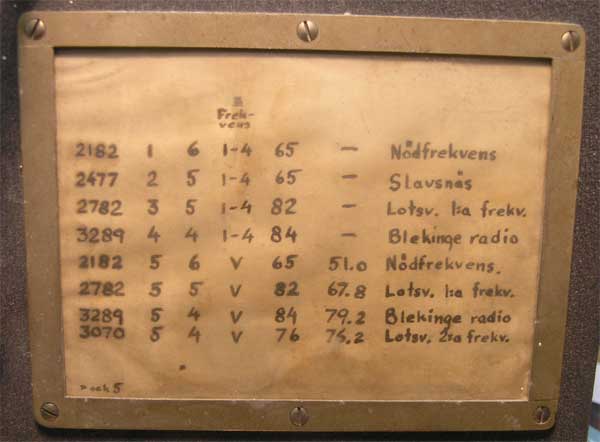 Frek-
vens
2182 1 6 1-4 65 — Nödfrekvens
2477 2 5 1-4 65 — Slavsnäs
2782 3 5 1-4 82 — Lotsv. 1:a frekv.
3289 4 4 1-4 84 — Blekinge radio
2182 5 6 V 65 51.0 Nödfrekvens.
2782 5 5 V 82 67.8 Lotsv. 1:a frekv.
3289 5 4 V 84 79.2 Blekinge radio
3070 5 4 V 76 75.2 Lotsv. 2:a frekv.
och 5